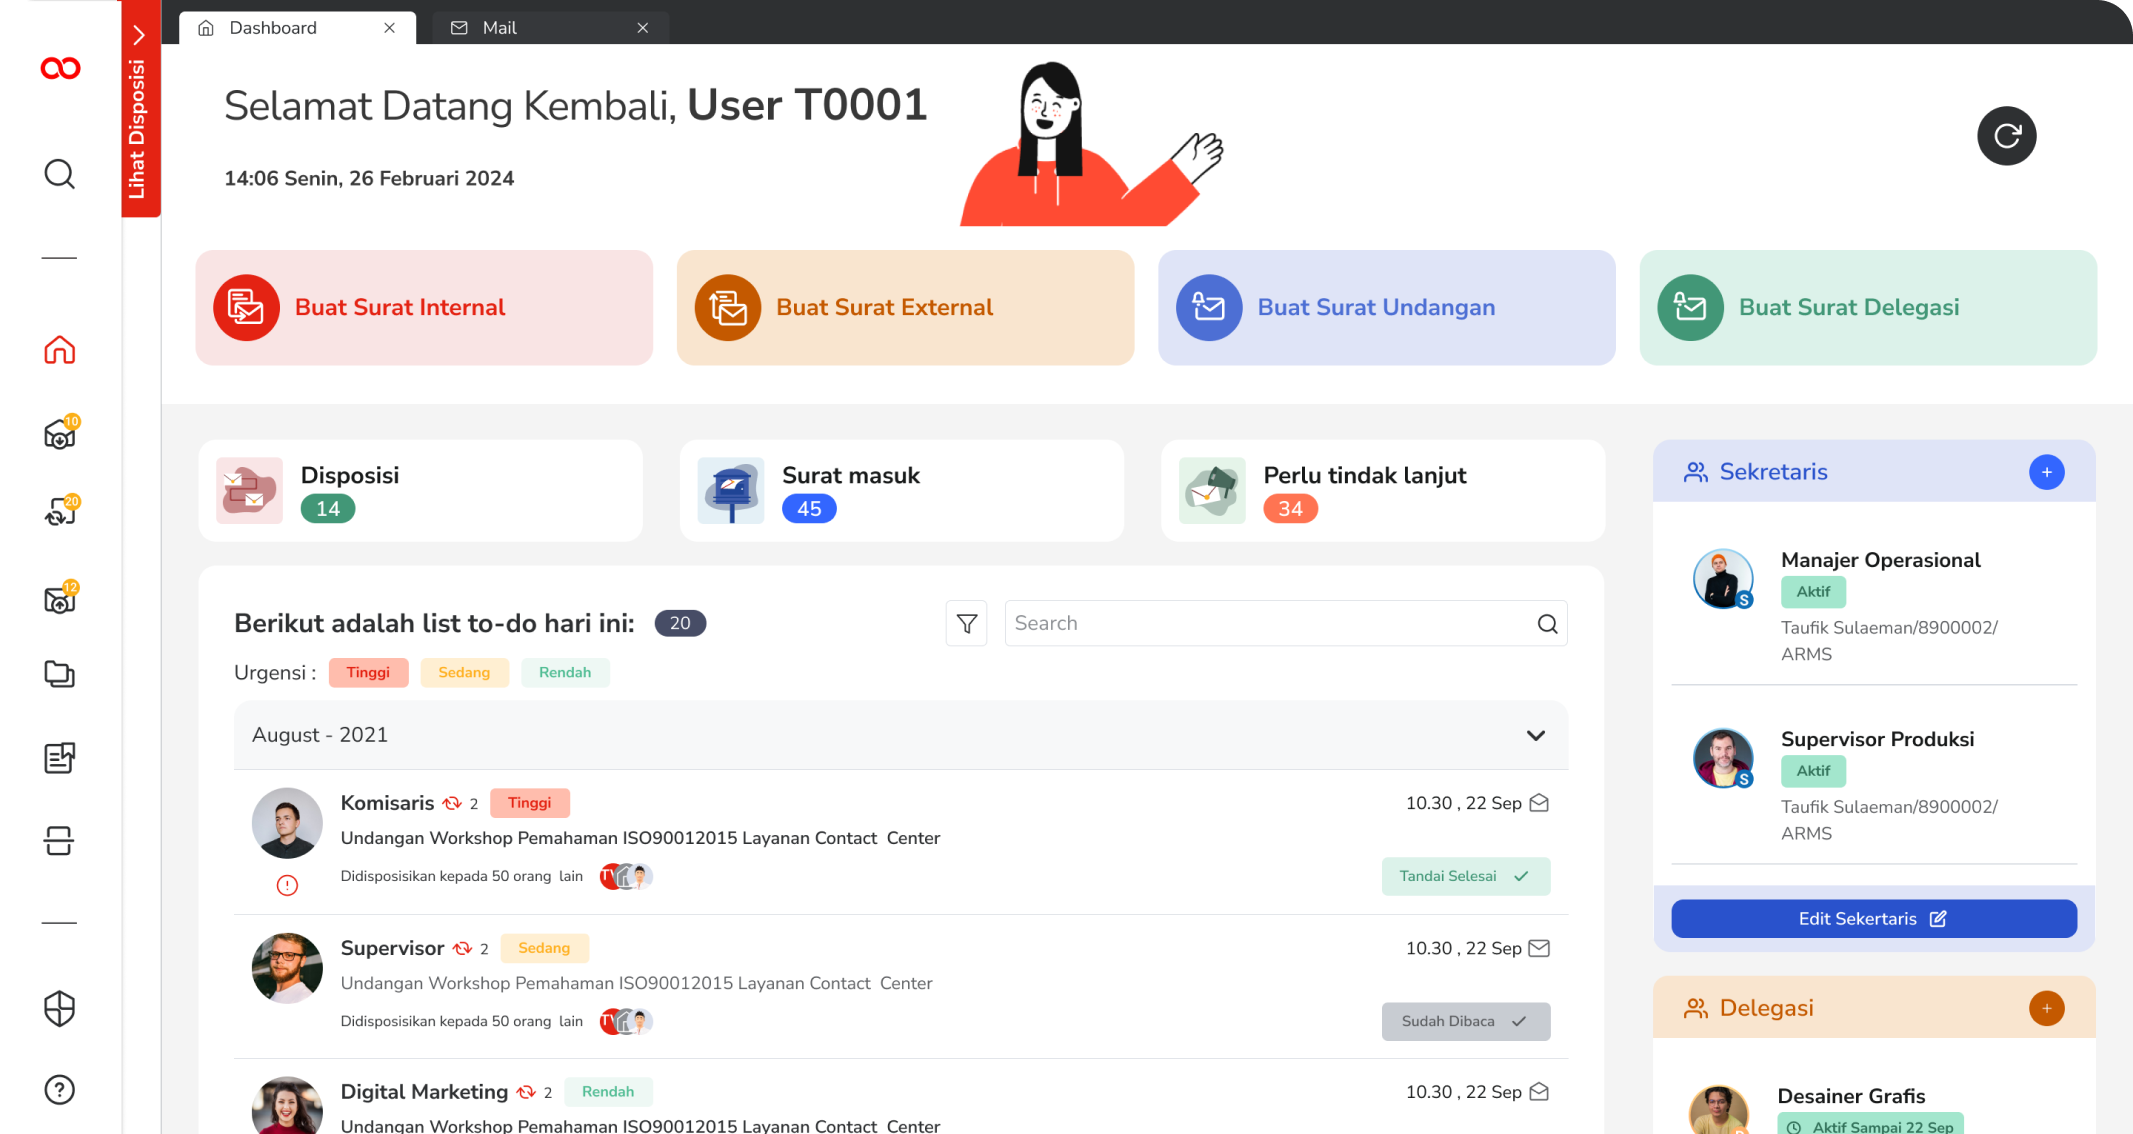 Dashboard
Mail
Lihat Disposisi
Selamat Datang Kembali, User T0001
14:06 Senin, 26 Februari 2024
Buat Surat Internal
Buat Surat External
Buat Surat Undangan
Buat Surat Delegasi
10
20
12
Disposisi
14
Surat masuk
45
Perlu tindak lanjut
34
Berikut adalah list to-do hari ini: 20
Search
Urgensi : Tinggi Sedang Rendah
August - 2021
Komisaris 2 Tinggi
10.30 , 22 Sep
Undangan Workshop Pemahaman ISO90012015 Layanan Contact Center
Didisposisikan kepada 50 orang lain
Tandai Selesai
Supervisor 2 Sedang
10.30 , 22 Sep
Undangan Workshop Pemahaman ISO90012015 Layanan Contact Center
Didisposisikan kepada 50 orang lain
Sudah Dibaca
Digital Marketing 2 Rendah
10.30 , 22 Sep
Undangan Workshop Pemahaman ISO90012015 Layanan Contact Center
Sekretaris
Manajer Operasional
Aktif
S
Taufik Sulaeman/8900002/
ARMS
Supervisor Produksi
Aktif
S
Taufik Sulaeman/8900002/
ARMS
Edit Sekertaris
Delegasi
Desainer Grafis
Aktif Sampai 22 Sep